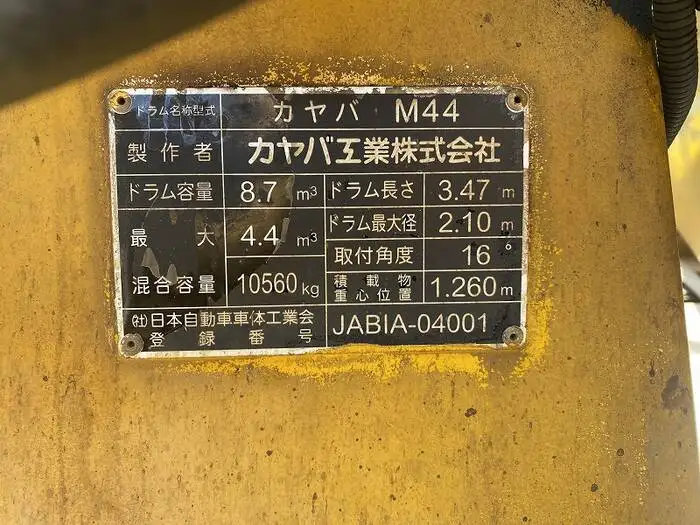 ドラム名称型式 カヤバ M44
製作者 カヤバ工業株式会社
ドラム容量 8.7 m³ ドラム長さ 3.47 m
最大 4.4 m³ ドラム最大径 2.10 m
取付角度 16°
混合容量 10560 kg 積載物 1.260 m
重心位置
(社)日本自動車車体工業会 JABIA-04001
登録番号